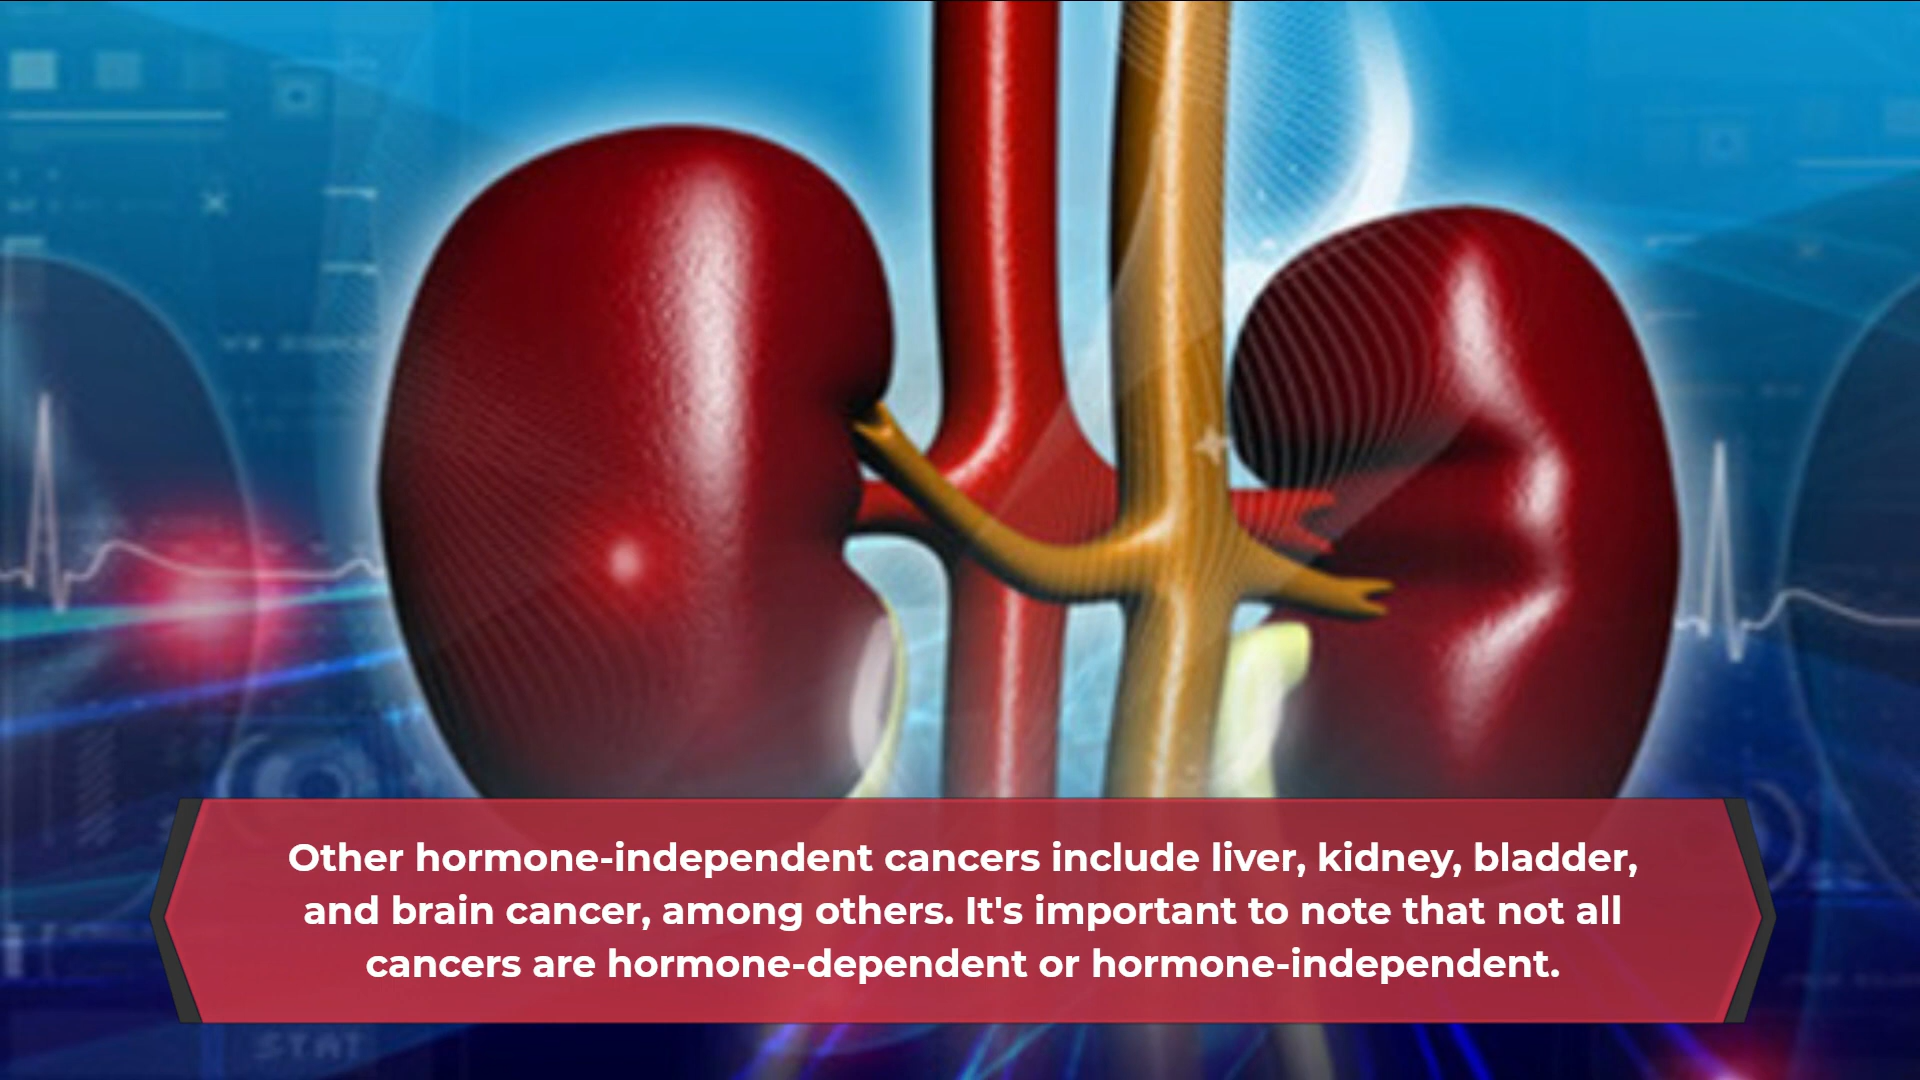 Other hormone-independent cancers include liver, kidney, bladder,
and brain cancer, among others. It's important to note that not all
cancers are hormone-dependent or hormone-independent.
STAT